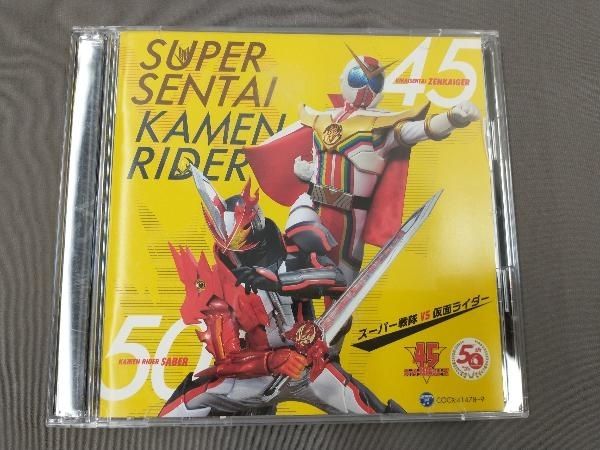 SUPER
SENTAI
KAMEN
RIDER
45
KIKAISENTAI ZENKAIGER
50
KAMEN RIDER SABER
スーパー戦隊 VS 仮面ライダー
45
50
COCX-41478-9